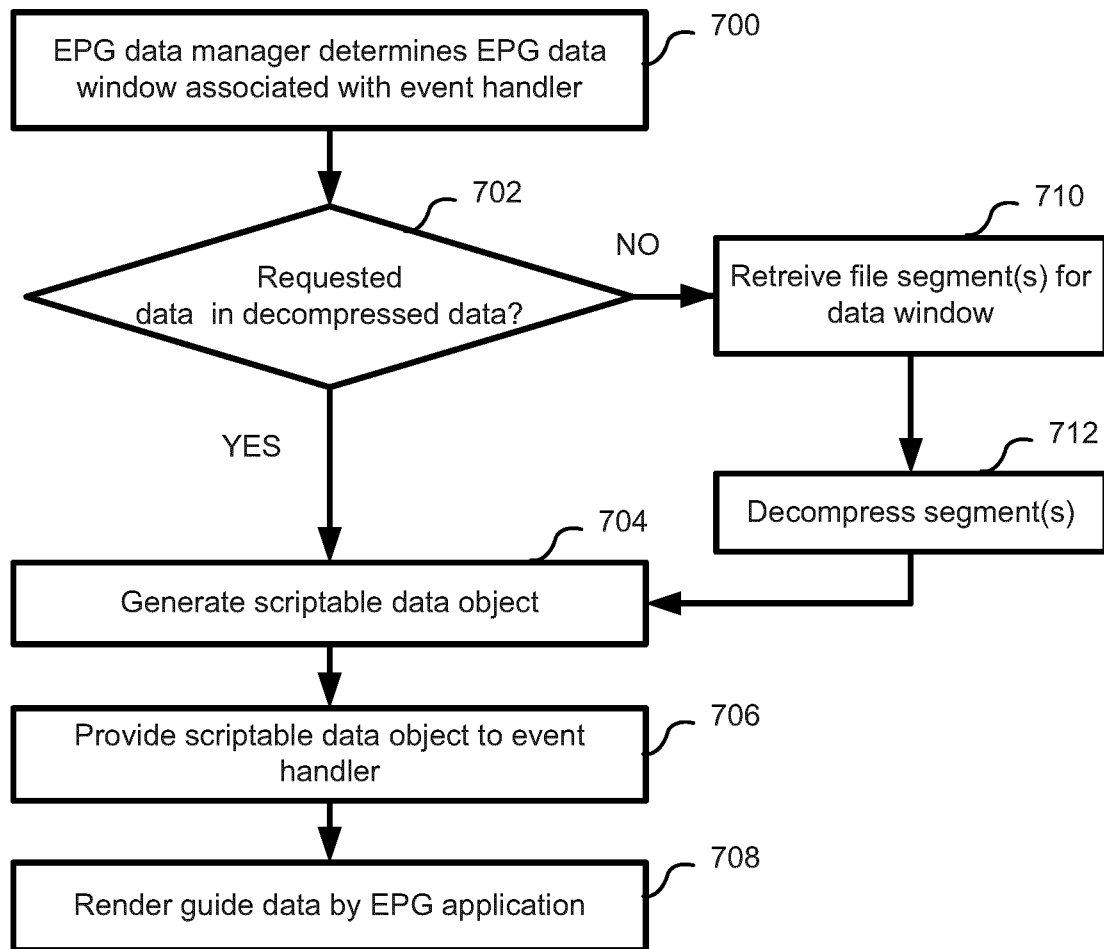 700
EPG data manager determines EPG data
window associated with event handler
702
Requested
data in decompressed data?
NO
YES
710
Retreive file segment(s) for
data window
712
Decompress segment(s)
704
Generate scriptable data object
706
Provide scriptable data object to event
handler
708
Render guide data by EPG application